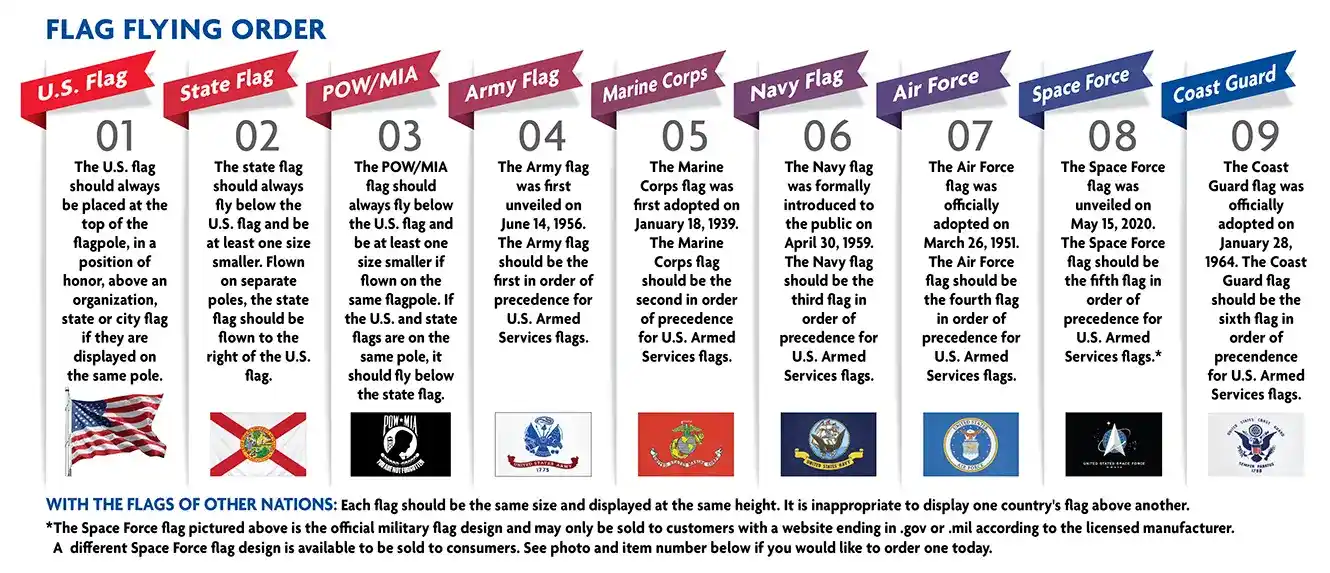 FLAG FLYING ORDER
U.S. Flag
01
The U.S. flag
should always
be placed at the
top of the
flagpole, in a
position of
honor, above an
organization,
state or city flag
if they are
displayed on
the same pole.
State Flag
02
The state flag
should always
fly below the
U.S. flag and be
at least one size
smaller. Flown
on separate
poles, the state
flag should be
flown to the
right of the U.S.
flag.
POW/MIA
03
The POW/MIA
flag should
always fly below
the U.S. flag and
be at least one
size smaller if
flown on the
same flagpole. If
the U.S. and state
flags are on the
same pole, it
should fly below
the state flag.
POW★MIA
YOU ARE NOT FORGOTTEN
Army Flag
04
The Army flag
was first
unveiled on
June 14, 1956.
The Army flag
should be the
first in order of
precedence for
U.S. Armed
Services flags.
UNITED STATES ARMY
1775
Marine Corps
05
The Marine
Corps flag was
first adopted on
January 18, 1939.
The Marine
Corps flag
should be the
second in order
of precedence
for U.S. Armed
Services flags.
UNITED STATES MARINE CORPS
Navy Flag
06
The Navy flag
was formally
introduced to
the public on
April 30, 1959.
The Navy flag
should be the
third flag in
order of
precedence for
U.S. Armed
Services flags.
UNITED STATES NAVY
Air Force
07
The Air Force
flag was
officially
adopted on
March 26, 1951.
The Air Force
flag should be
the fourth flag
in order of
precedence for
U.S. Armed
Services flags.
Space Force
08
The Space Force
flag was
unveiled on
May 15, 2020.
The Space Force
flag should be
the fifth flag in
order of
precedence for
U.S. Armed
Services flags.*
UNITED STATES SPACE FORCE
Coast Guard
09
The Coast
Guard flag was
officially
adopted on
January 28,
1964. The Coast
Guard flag
should be the
sixth flag in
order of
precendence
for U.S. Armed
Services flags.
UNITED STATES COAST GUARD
SEMPER PARATUS
1790
WITH THE FLAGS OF OTHER NATIONS: Each flag should be the same size and displayed at the same height. It is inappropriate to display one country's flag above another.
*The Space Force flag pictured above is the official military flag design and may only be sold to customers with a website ending in .gov or .mil according to the licensed manufacturer.
A different Space Force flag design is available to be sold to consumers. See photo and item number below if you would like to order one today.